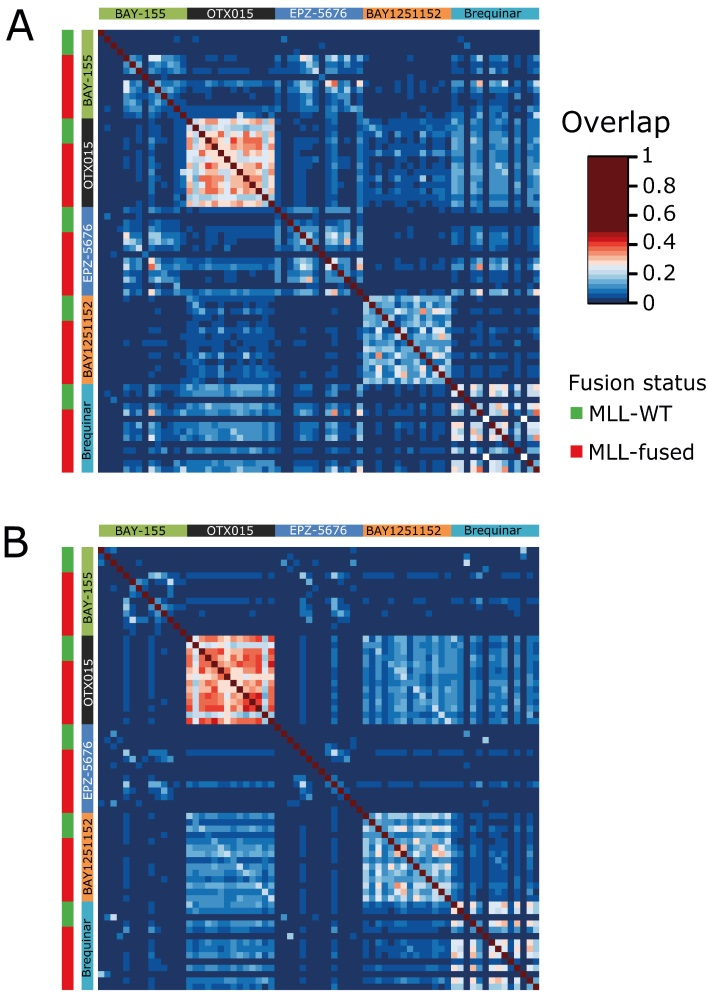 A
BAY-155 OTX015 EPZ-5676 BAY1251152 Brequinar
BAY-155
OTX015
EPZ-5676
BAY1251152
Brequinar
Overlap
1
0.8
0.6
0.4
0.2
0
Fusion status
MLL-WT
MLL-fused
B
BAY-155 OTX015 EPZ-5676 BAY1251152 Brequinar
BAY-155
OTX015
EPZ-5676
BAY1251152
Brequinar